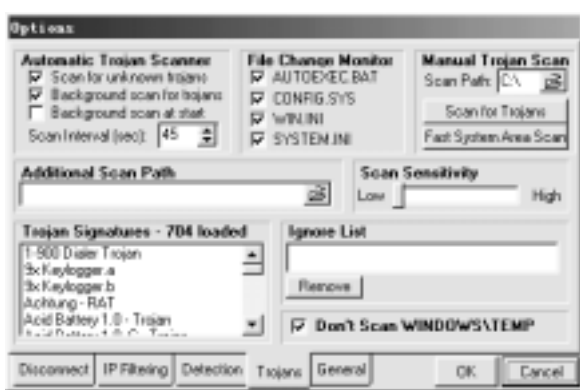 Options
Automatic Trojan Scanner
Scan for unknown trojans
Background scan for trojans
Background scan at start
Scan Interval (sec): 45
File Change Monitor
AUTOEXEC.BAT
CONFIG.SYS
WIN.INI
SYSTEM.INI
Manual Trojan Scan
Scan Path: C:\
Scan for Trojans
Fast System Area Scan
Additional Scan Path
Scan Sensitivity
Low High
Trojan Signatures - 704 loaded
1-900 Dialer Trojan
9x Keylogger.a
9x Keylogger.b
Achtung - RAT
Acid Battery 1.0 - Trojan
Ignore List
Remove
Don't Scan WINDOWS\TEMP
Disconnect IP Filtering Detection Trojans General OK Cancel